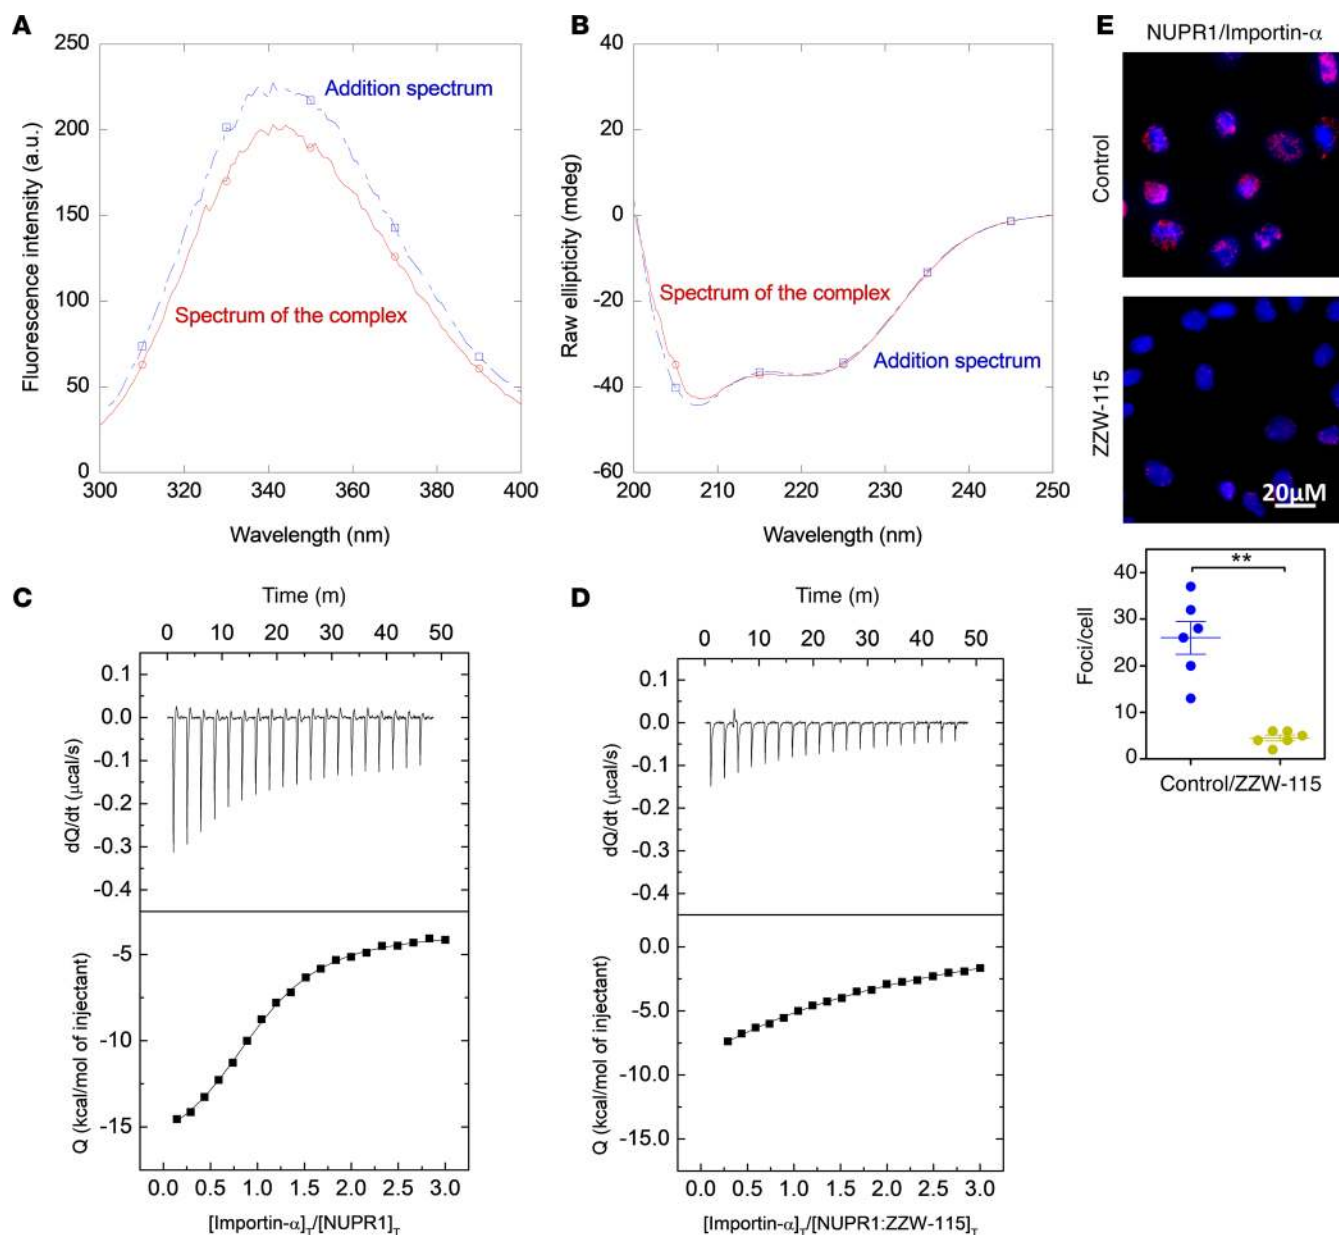 A
250
200
150
100
50
0
Fluorescence intensity (a.u.)
Addition spectrum
Spectrum of the complex
300 320 340 360 380 400
Wavelength (nm)
B
40
20
0
-20
-40
-60
Raw ellipticity (mdeg)
Spectrum of the complex
Addition spectrum
200 210 220 230 240 250
Wavelength (nm)
C
Time (m)
0 10 20 30 40 50
0.1
0.0
-0.1
-0.2
-0.3
-0.4
dQ/dt (μcal/s)
-5
-10
-15
Q (kcal/mol of injectant)
0.0 0.5 1.0 1.5 2.0 2.5 3.0
[Importin-α]T/[NUPR1]T
D
Time (m)
0 10 20 30 40 50
0.1
0.0
-0.1
-0.2
-0.3
-0.4
dQ/dt (μcal/s)
0.0
-5.0
-10.0
-15.0
Q (kcal/mol of injectant)
0.0 0.5 1.0 1.5 2.0 2.5 3.0
[Importin-α]T/[NUPR1:ZZW-115]T
E
NUPR1/Importin-α
Control
ZZW-115
20μM
40
30
20
10
0
Foci/cell
**
Control/ZZW-115